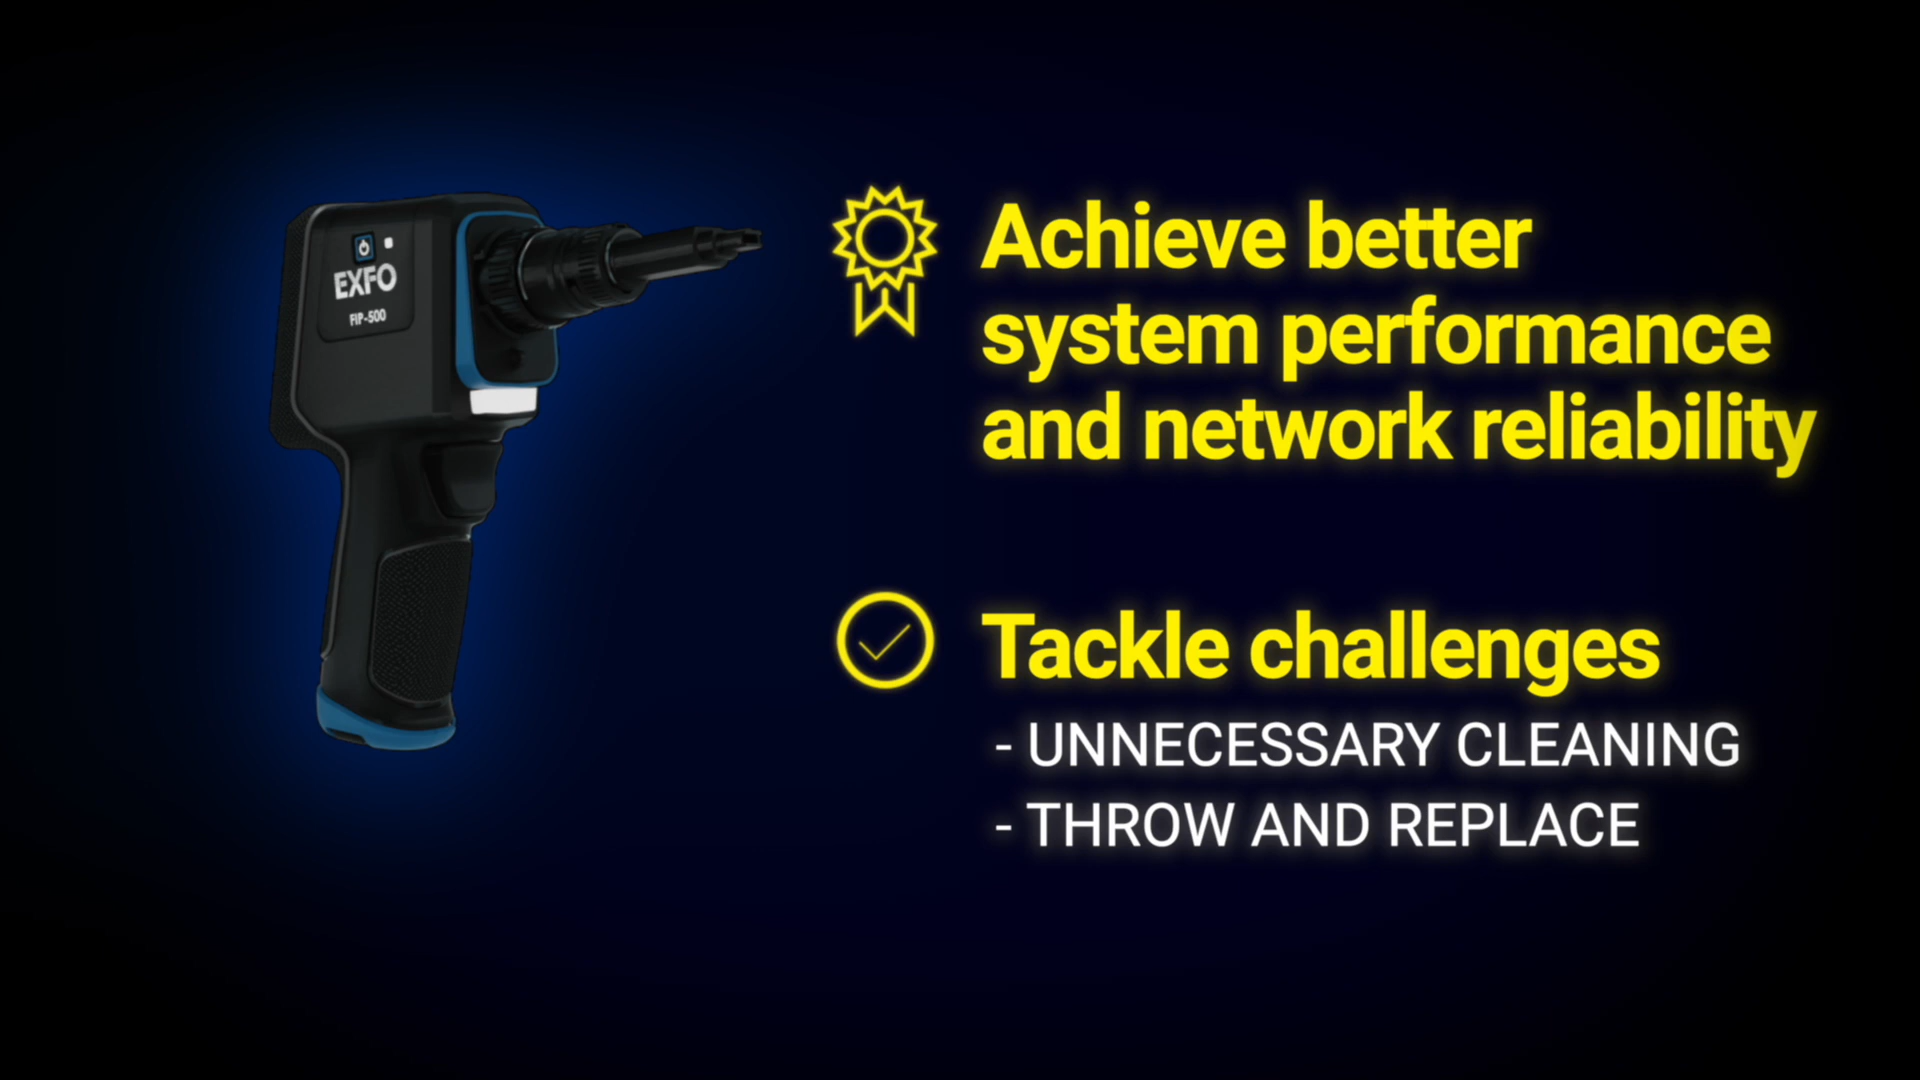 EXFO
FIP-500
Achieve better
system performance
and network reliability
Tackle challenges
- UNNECESSARY CLEANING
- THROW AND REPLACE